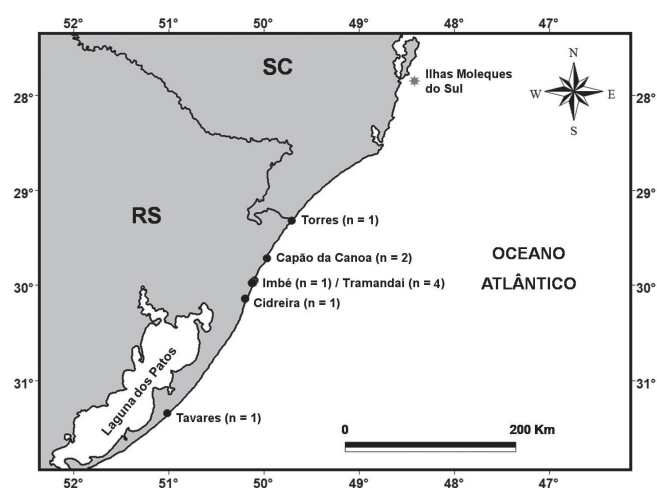 52° 51° 50° 49° 48° 47°
SC
Ilhas Moleques
do Sul
N
W E
S
28° 28°
29° 29°
RS
Torres (n = 1)
Capão da Canoa (n = 2)
OCEANO
ATLÂNTICO
Imbé (n = 1) / Tramandaí (n = 4)
30° 30°
Cidreira (n = 1)
Laguna dos Patos
31° 31°
Tavares (n = 1)
0 200 Km
52° 51° 50° 49° 48° 47°